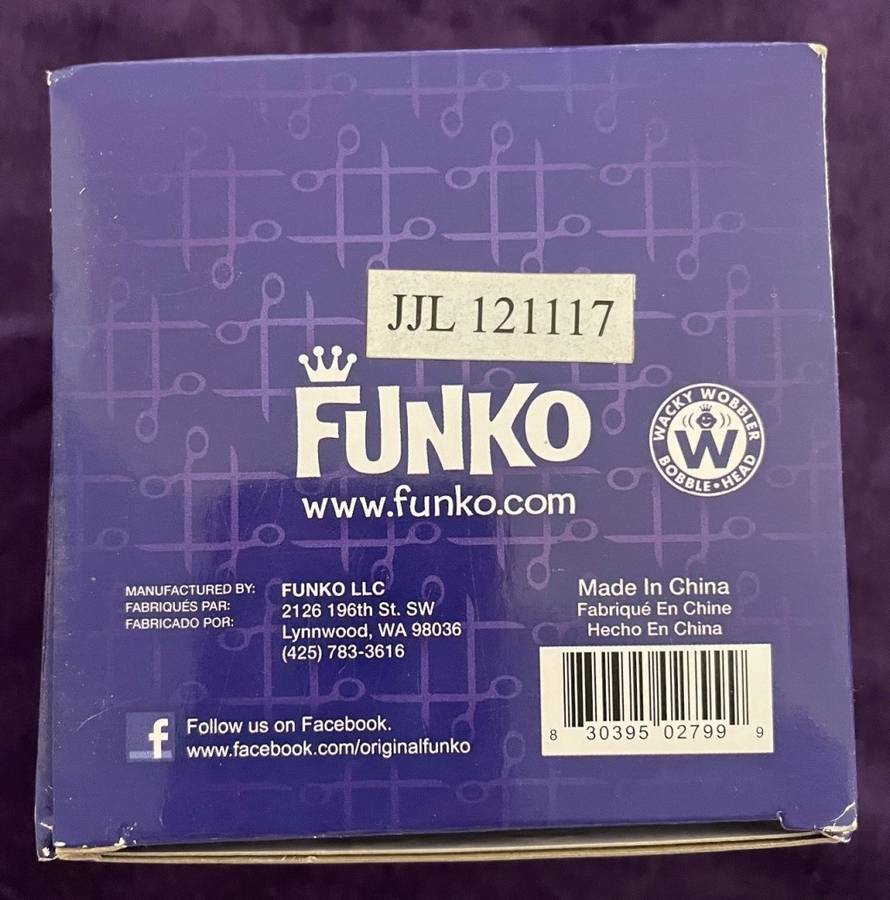 JJL 121117
FUNKO
www.funko.com
WACKY WOBBLER
W
BOBBLE • HEAD
MANUFACTURED BY:
FABRIQUÉS PAR:
FABRICADO POR:
FUNKO LLC
2126 196th St. SW
Lynnwood, WA 98036
(425) 783-3616
Made In China
Fabriqué En Chine
Hecho En China
8 30395 02799 9
f
Follow us on Facebook.
www.facebook.com/originalfunko